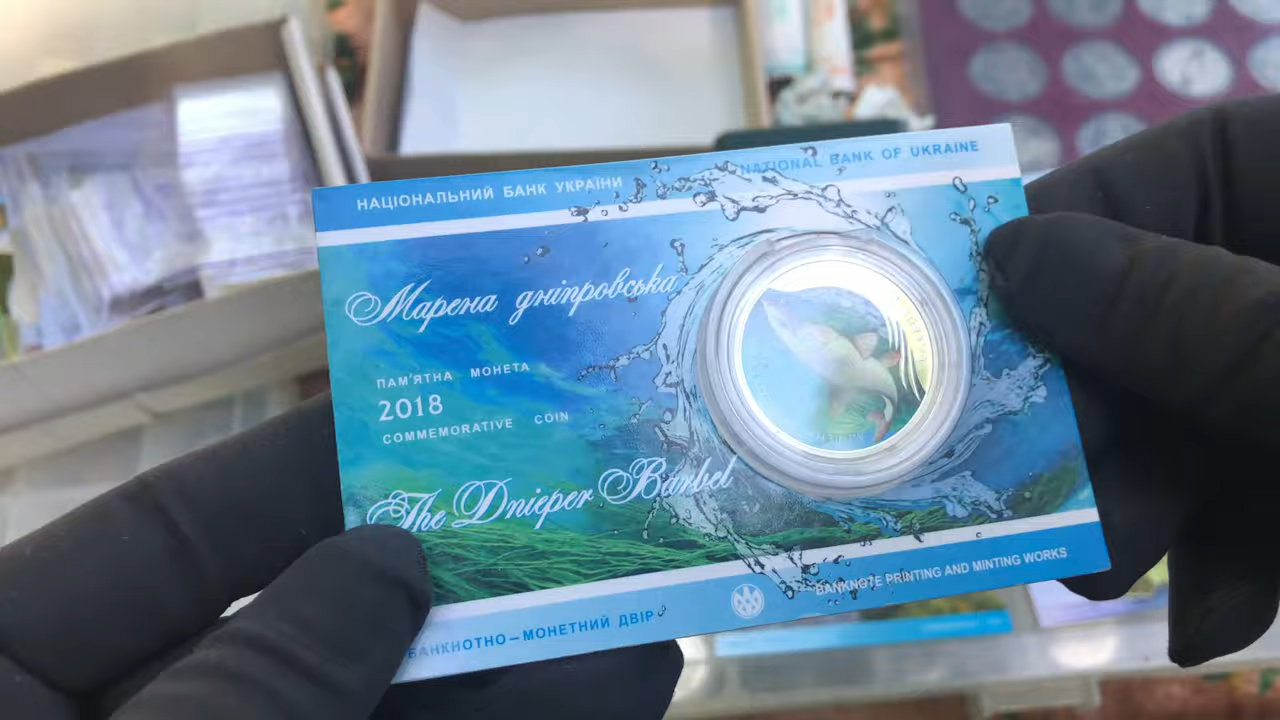 НАЦІОНАЛЬНИЙ БАНК УКРАЇНИ
NATIONAL BANK OF UKRAINE
Марена дніпровська
ПАМ'ЯТНА МОНЕТА
2018
COMMEMORATIVE COIN
The Dnieper Barbel
БАНКНОТНО–МОНЕТНИЙ ДВІР
BANKNOTE PRINTING AND MINTING WORKS